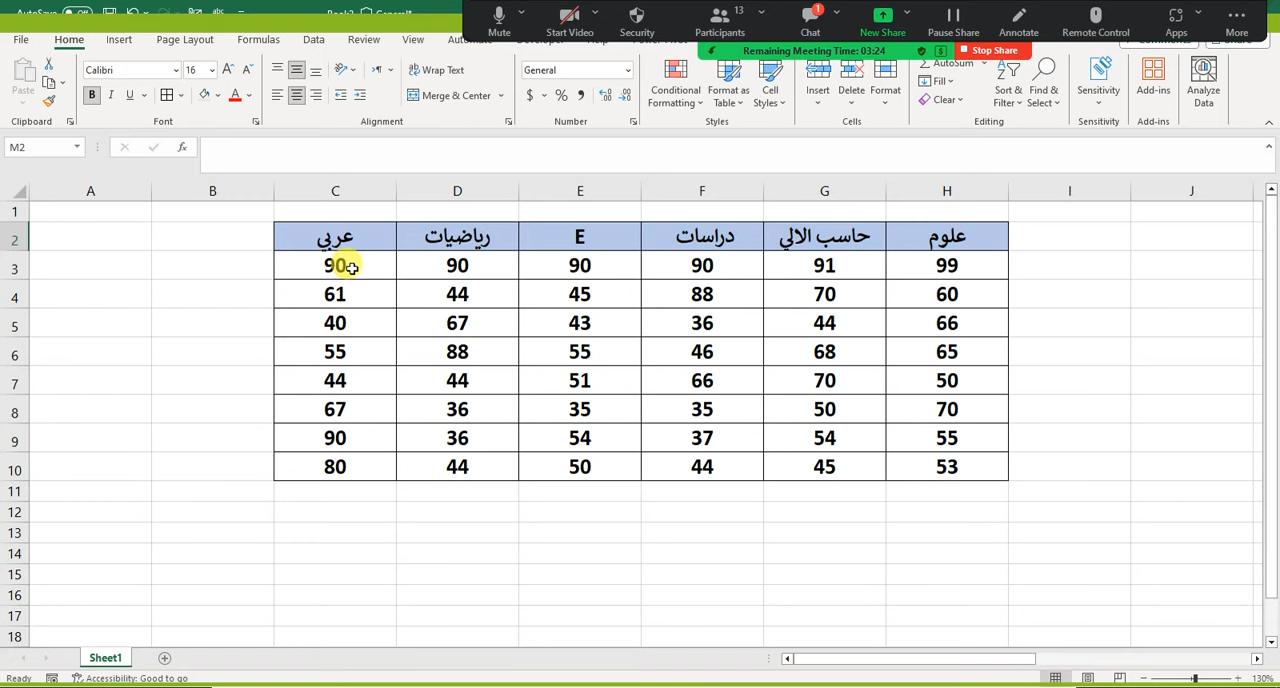 AutoSave Off Book2
13 1
Mute Start Video Security Participants Chat New Share Pause Share Annotate Remote Control Apps More
Remaining Meeting Time: 03:24 $ Stop Share
File Home Insert Page Layout Formulas Data Review View
Paste Calibri 16 A A Wrap Text General Conditional Formatting Format as Table Cell Styles Insert Delete Format AutoSum Fill Clear Sort & Filter Find & Select Sensitivity Add-ins Analyze Data
B I U A Merge & Center $ % 9
Clipboard Font Alignment Number Styles Cells Editing Sensitivity Add-ins
M2 fx
A B C D E F G H I J
1
2 عربي رياضيات E دراسات حاسب الالي علوم
3 90 90 90 90 91 99
4 61 44 45 88 70 60
5 40 67 43 36 44 66
6 55 88 55 46 68 65
7 44 44 51 66 70 50
8 67 36 35 35 50 70
9 90 36 54 37 54 55
10 80 44 50 44 45 53
11
12
13
14
15
16
17
18
Sheet1
Ready Accessibility: Good to go 130%